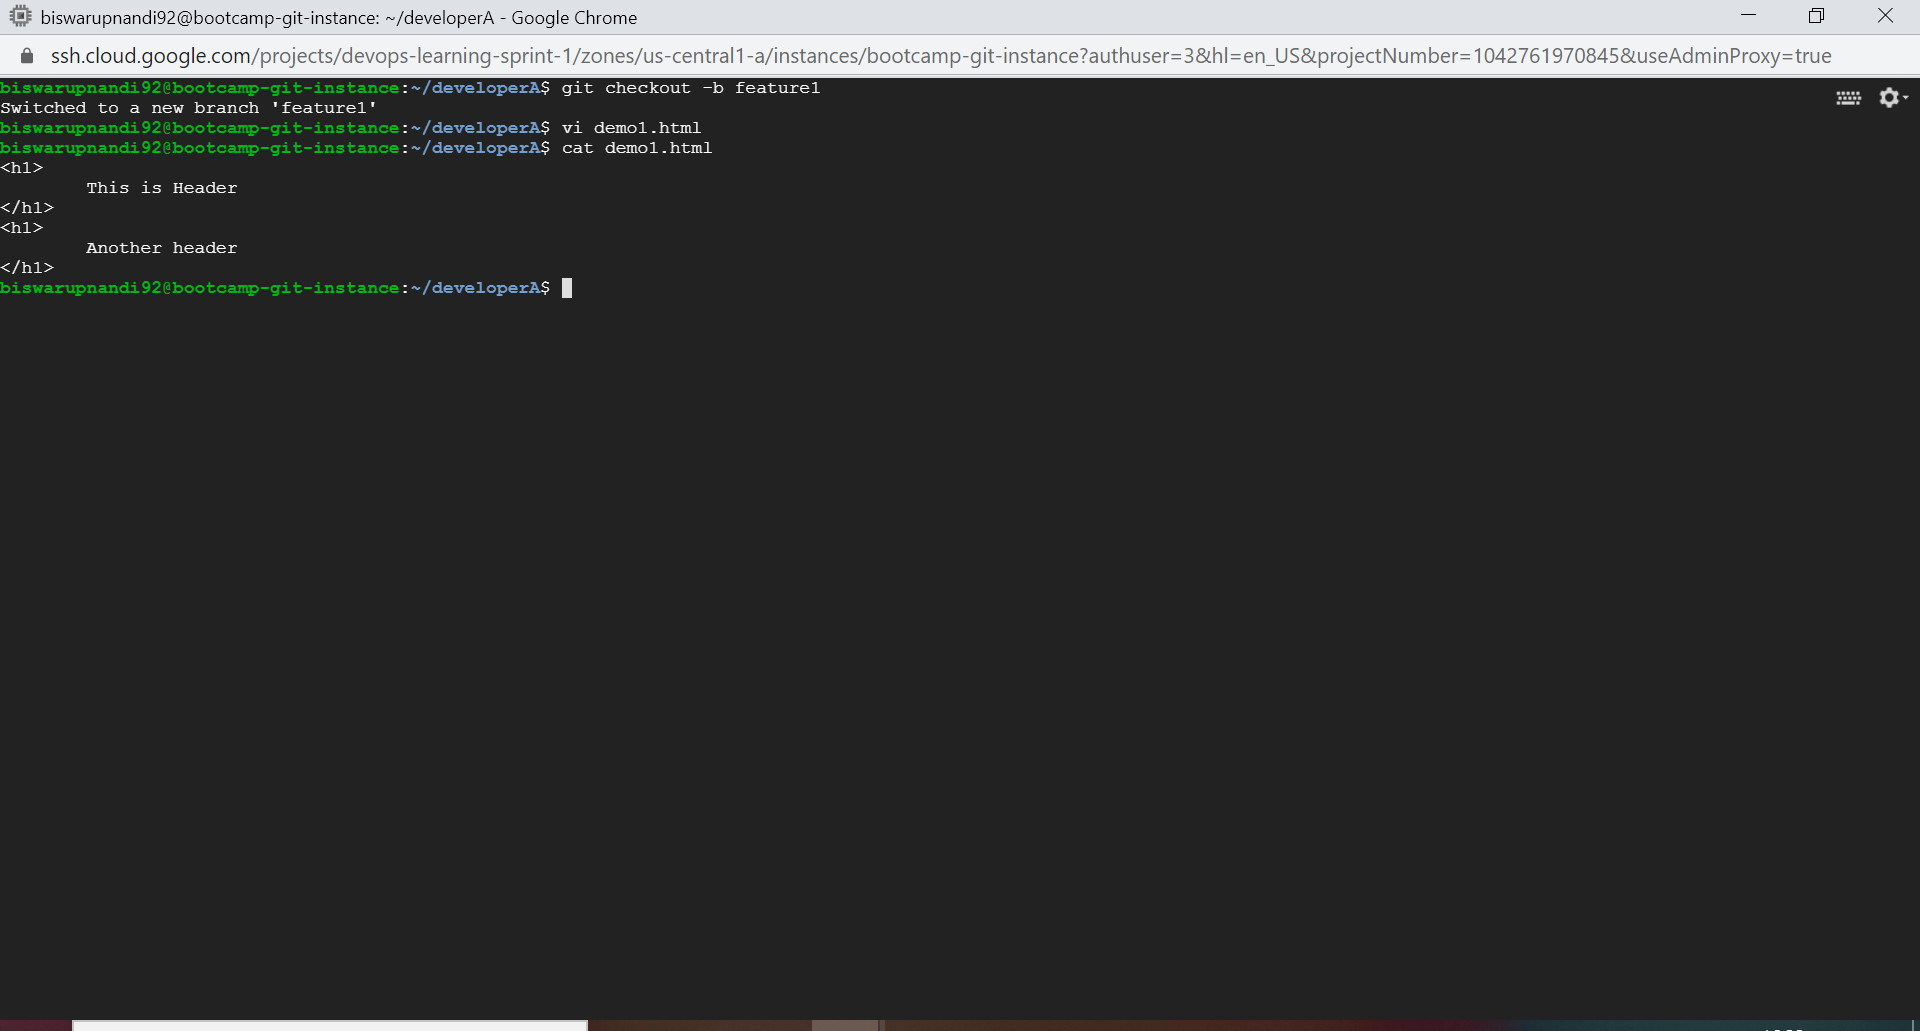 biswarupnandi92@bootcamp-git-instance: ~/developerA - Google Chrome
ssh.cloud.google.com/projects/devops-learning-sprint-1/zones/us-central1-a/instances/bootcamp-git-instance?authuser=3&hl=en_US&projectNumber=1042761970845&useAdminProxy=true
biswarupnandi92@bootcamp-git-instance:~/developerA$ git checkout -b feature1
Switched to a new branch 'feature1'
biswarupnandi92@bootcamp-git-instance:~/developerA$ vi demo1.html
biswarupnandi92@bootcamp-git-instance:~/developerA$ cat demo1.html
<h1>
        This is Header
</h1>
<h1>
        Another header
</h1>
biswarupnandi92@bootcamp-git-instance:~/developerA$